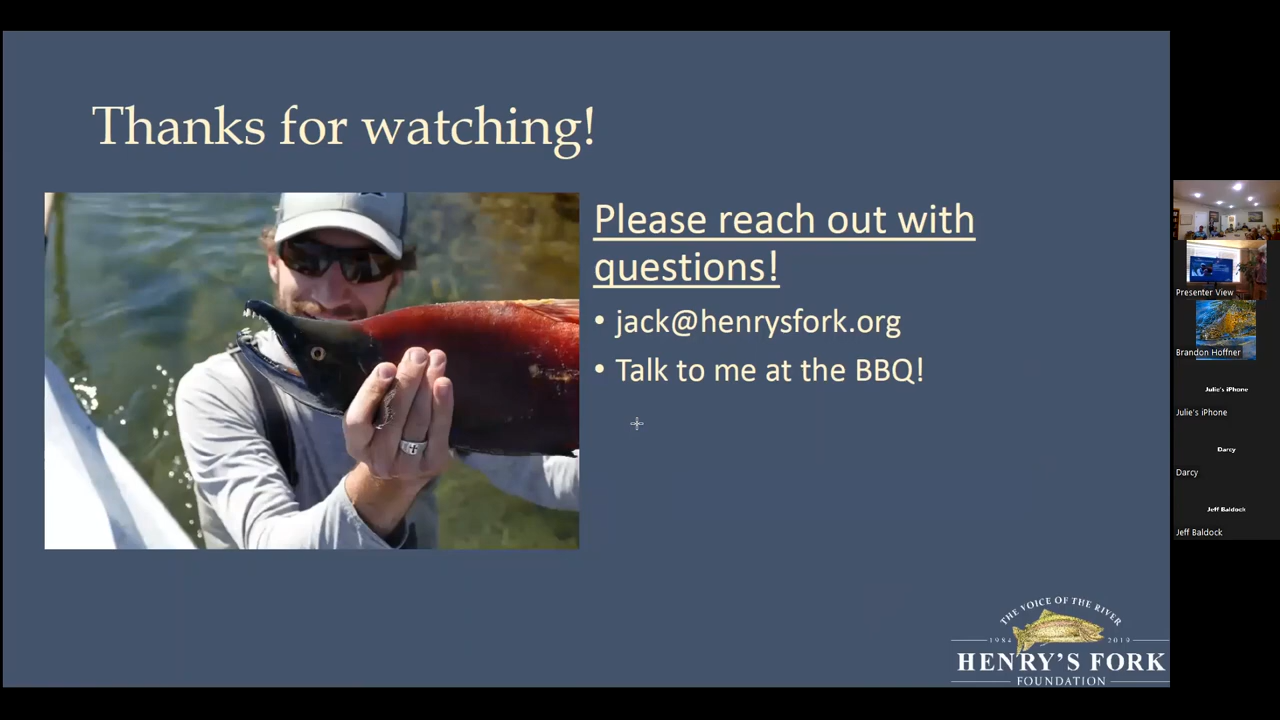 Thanks for watching!
Please reach out with
questions!
• jack@henrysfork.org
• Talk to me at the BBQ!
THE VOICE OF THE RIVER
1984 2019
HENRY'S FORK
FOUNDATION
Presenter View
Brandon Hoffner
Julie's iPhone
Julie's iPhone
Darcy
Darcy
Jeff Baldock
Jeff Baldock